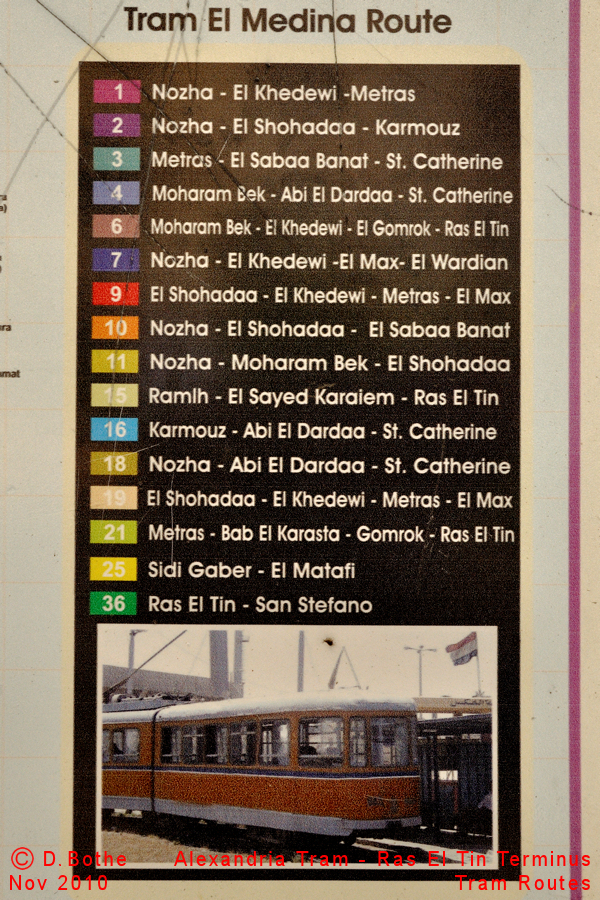 Tram El Medina Route
1 Nozha - El Khedewi -Metras
2 Nozha - El Shohadaa - Karmouz
3 Metras - El Sabaa Banat - St. Catherine
4 Moharam Bek - Abi El Dardaa - St. Catherine
6 Moharam Bek - El Khedewi - El Gomrok - Ras El Tin
7 Nozha - El Khedewi -El Max- El Wardian
9 El Shohadaa - El Khedewi - Metras - El Max
10 Nozha - El Shohadaa - El Sabaa Banat
11 Nozha - Moharam Bek - El Shohadaa
15 Ramlh - El Sayed Karaiem - Ras El Tin
16 Karmouz - Abi El Dardaa - St. Catherine
18 Nozha - Abi El Dardaa - St. Catherine
19 El Shohadaa - El Khedewi - Metras - El Max
21 Metras - Bab El Karasta - Gomrok - Ras El Tin
25 Sidi Gaber - El Matafi
36 Ras El Tin - San Stefano
© D. Bothe Alexandria Tram - Ras El Tin Terminus
Nov 2010 Tram Routes